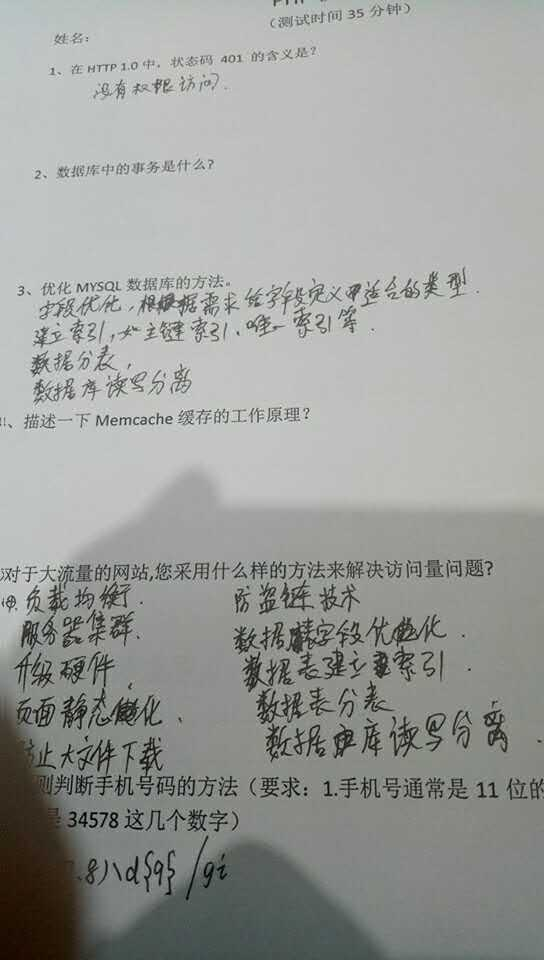 PHP
（测试时间 35 分钟）
姓名：
1、在 HTTP 1.0 中，状态码 401 的含义是？
没有权限访问.
2、数据库中的事务是什么？
3、优化 MYSQL 数据库的方法。
字段优化，根据需求给字段定义适合的类型.
建立索引，如主键索引、唯一索引等.
数据分表，
数据库读写分离
、描述一下 Memcache 缓存的工作原理？
对于大流量的网站,您采用什么样的方法来解决访问量问题?
负载均衡. 防盗链技术
服务器集群. 数据表字段优化.
升级硬件, 数据表建立索引.
页面静态化、 数据表分表
防止大文件下载 数据库读写分离.
则判断手机号码的方法（要求：1.手机号通常是 11 位的
是 34578 这几个数字）
8)\d{9}/gi